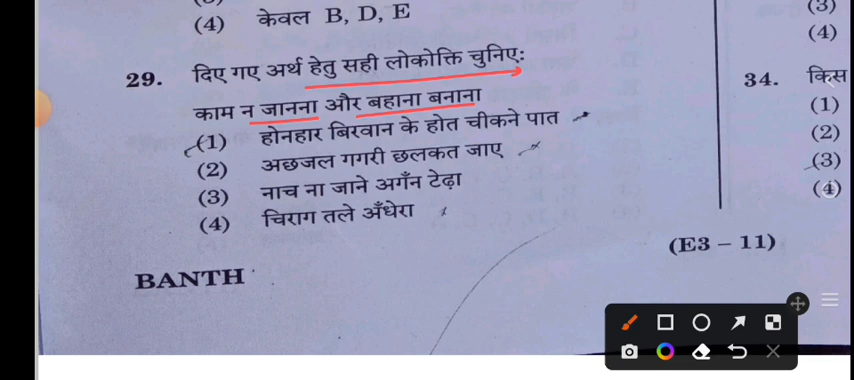 (4) केवल B, D, E
29. दिए गए अर्थ हेतु सही लोकोक्ति चुनिए:
काम न जानना और बहाना बनाना
(1) होनहार बिरवान के होत चीकने पात
(2) अछजल गगरी छलकत जाए
(3) नाच ना जाने अगँन टेढ़ा
(4) चिराग तले अँधेरा
BANTH
(3)
(4)
34. किस
(1)
(2)
(3)
(4)
(E3 – 11)